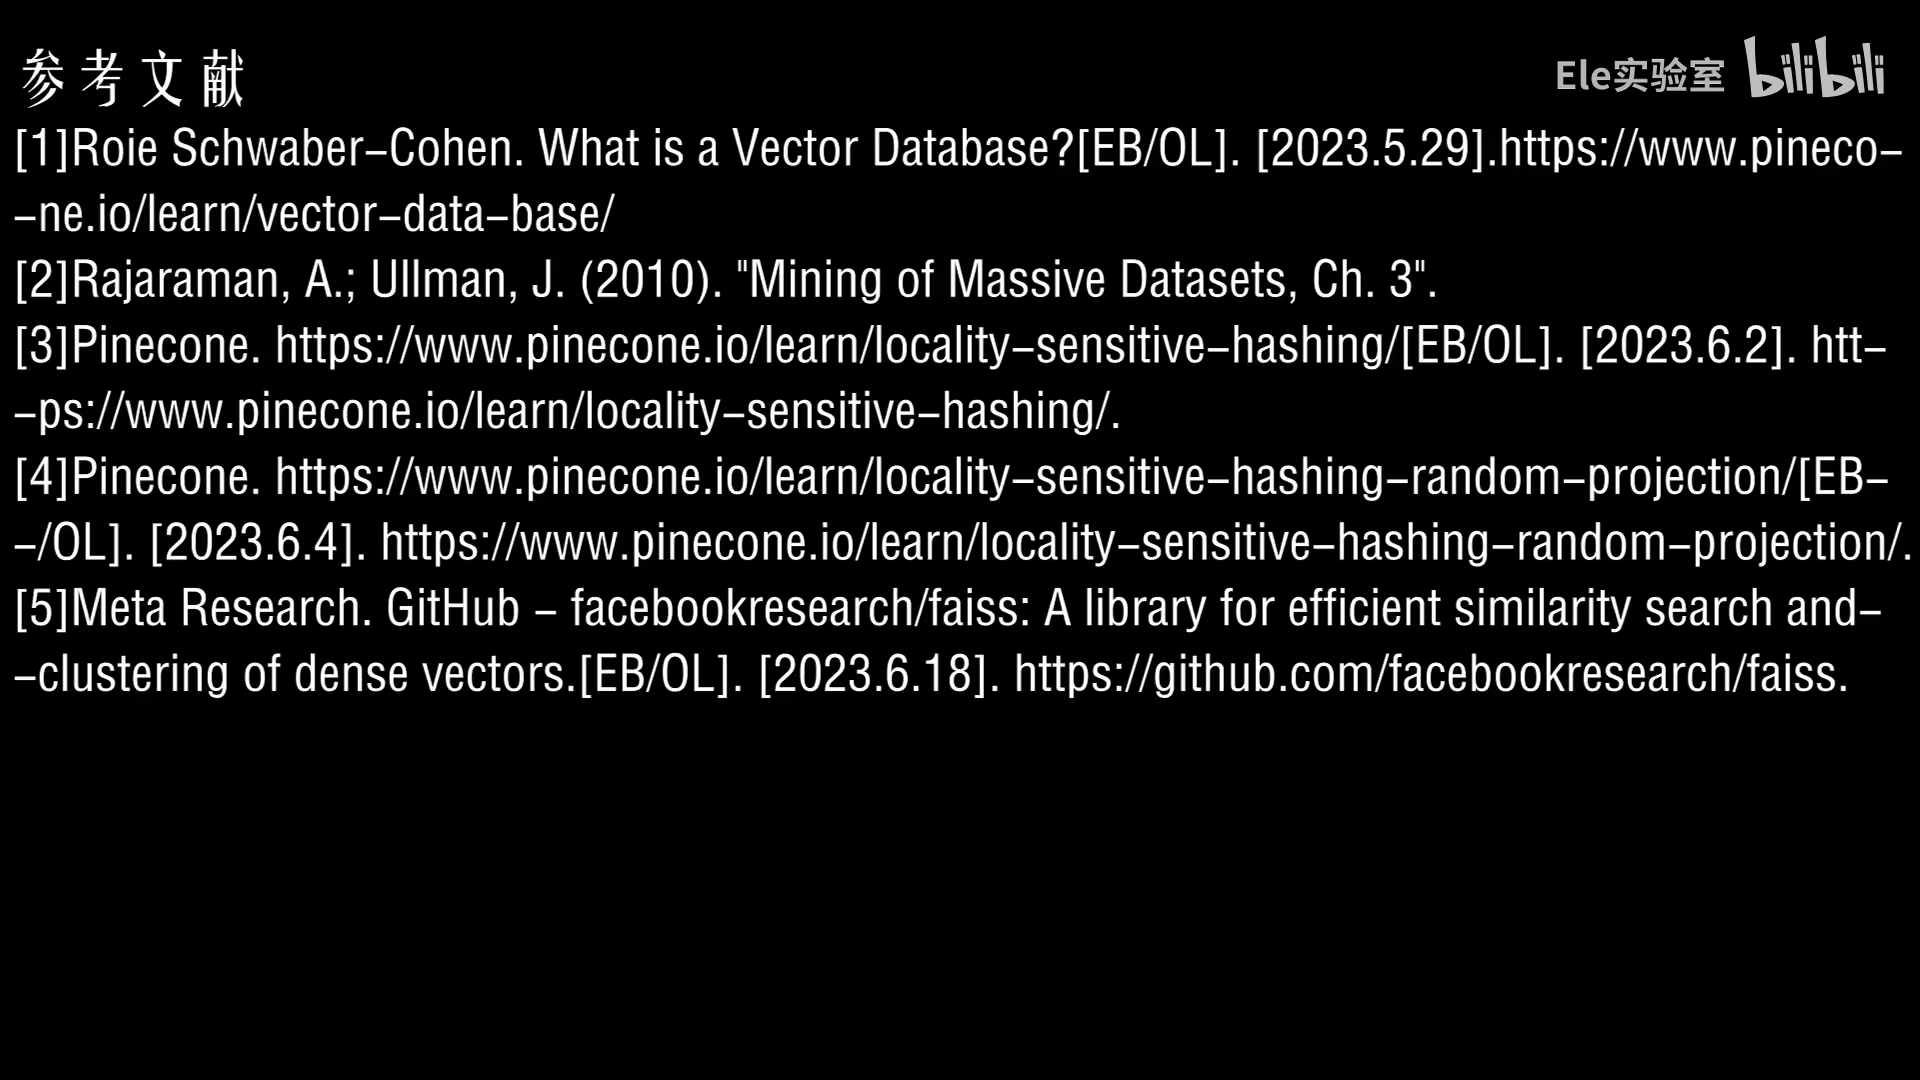 参考文献
Ele实验室 bilibili
[1]Roie Schwaber–Cohen. What is a Vector Database?[EB/OL]. [2023.5.29].https://www.pineco–
–ne.io/learn/vector–data–base/
[2]Rajaraman, A.; Ullman, J. (2010). "Mining of Massive Datasets, Ch. 3".
[3]Pinecone. https://www.pinecone.io/learn/locality–sensitive–hashing/[EB/OL]. [2023.6.2]. htt–
–ps://www.pinecone.io/learn/locality–sensitive–hashing/.
[4]Pinecone. https://www.pinecone.io/learn/locality–sensitive–hashing–random–projection/[EB–
–/OL]. [2023.6.4]. https://www.pinecone.io/learn/locality–sensitive–hashing–random–projection/.
[5]Meta Research. GitHub – facebookresearch/faiss: A library for efficient similarity search and–
–clustering of dense vectors.[EB/OL]. [2023.6.18]. https://github.com/facebookresearch/faiss.